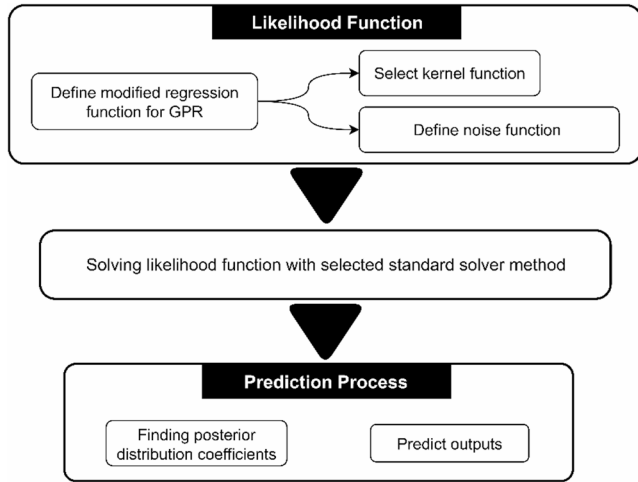 Likelihood Function
Define modified regression
function for GPR
Select kernel function
Define noise function
Solving likelihood function with selected standard solver method
Prediction Process
Finding posterior
distribution coefficients
Predict outputs